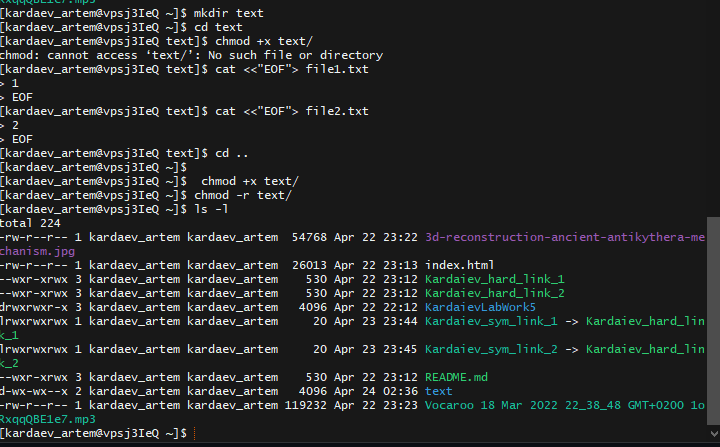 RxqqQBE1e7.mp3
[kardaev_artem@vpsj3IeQ ~]$ mkdir text
[kardaev_artem@vpsj3IeQ ~]$ cd text
[kardaev_artem@vpsj3IeQ text]$ chmod +x text/
chmod: cannot access ‘text/’: No such file or directory
[kardaev_artem@vpsj3IeQ text]$ cat <<"EOF"> file1.txt
> 1
> EOF
[kardaev_artem@vpsj3IeQ text]$ cat <<"EOF"> file2.txt
> 2
> EOF
[kardaev_artem@vpsj3IeQ text]$ cd ..
[kardaev_artem@vpsj3IeQ ~]$
[kardaev_artem@vpsj3IeQ ~]$  chmod +x text/
[kardaev_artem@vpsj3IeQ ~]$ chmod -r text/
[kardaev_artem@vpsj3IeQ ~]$ ls -l
total 224
-rw-r--r-- 1 kardaev_artem kardaev_artem  54768 Apr 22 23:22 3d-reconstruction-ancient-antikythera-me
chanism.jpg
-rw-r--r-- 1 kardaev_artem kardaev_artem  26013 Apr 22 23:13 index.html
--wxr-xrwx 3 kardaev_artem kardaev_artem    530 Apr 22 23:12 Kardaiev_hard_link_1
--wxr-xrwx 3 kardaev_artem kardaev_artem    530 Apr 22 23:12 Kardaiev_hard_link_2
drwxrwxr-x 3 kardaev_artem kardaev_artem   4096 Apr 22 22:12 KardaievLabWork5
lrwxrwxrwx 1 kardaev_artem kardaev_artem     20 Apr 23 23:44 Kardaiev_sym_link_1 -> Kardaiev_hard_lin
k_1
lrwxrwxrwx 1 kardaev_artem kardaev_artem     20 Apr 23 23:45 Kardaiev_sym_link_2 -> Kardaiev_hard_lin
k_2
--wxr-xrwx 3 kardaev_artem kardaev_artem    530 Apr 22 23:12 README.md
d-wx-wx--x 2 kardaev_artem kardaev_artem   4096 Apr 24 02:36 text
-rw-r--r-- 1 kardaev_artem kardaev_artem 119232 Apr 22 23:23 Vocaroo 18 Mar 2022 22_38_48 GMT+0200 1o
RxqqQBE1e7.mp3
[kardaev_artem@vpsj3IeQ ~]$